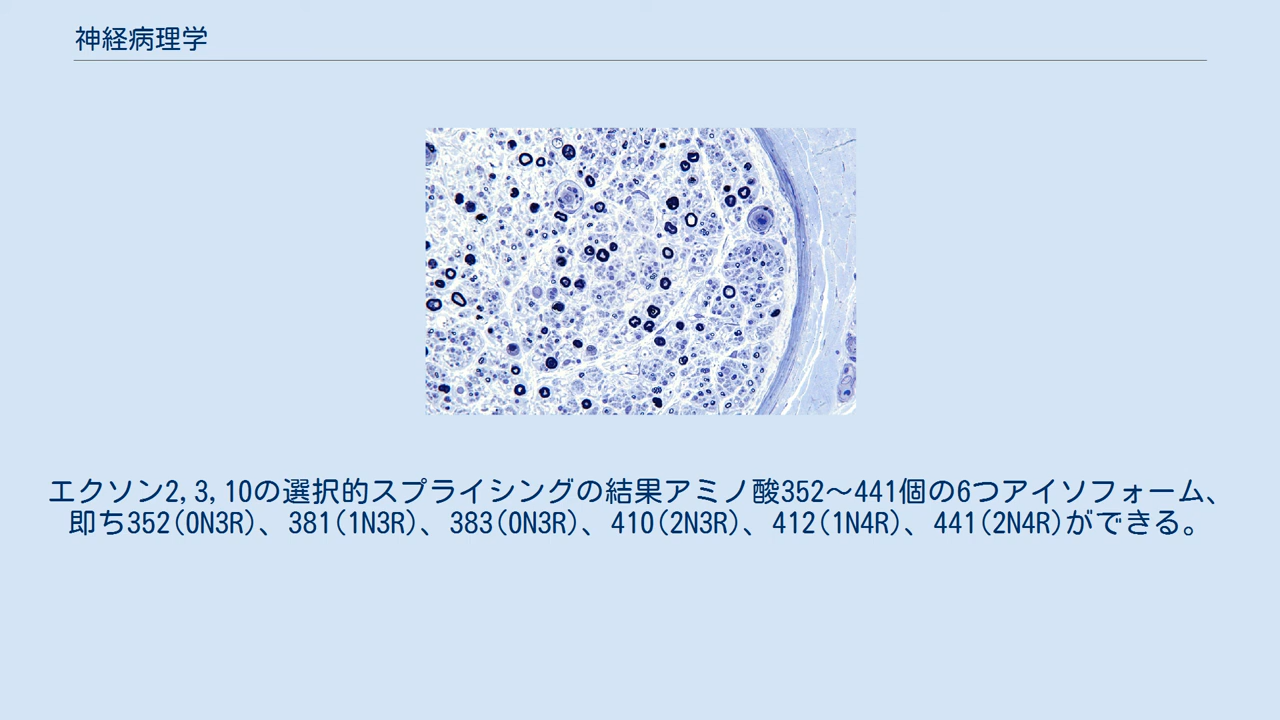 神経病理学
エクソン2,3,10の選択的スプライシングの結果アミノ酸352～441個の6つアイソフォーム、
即ち352(0N3R)、381(1N3R)、383(0N3R)、410(2N3R)、412(1N4R)、441(2N4R)ができる。